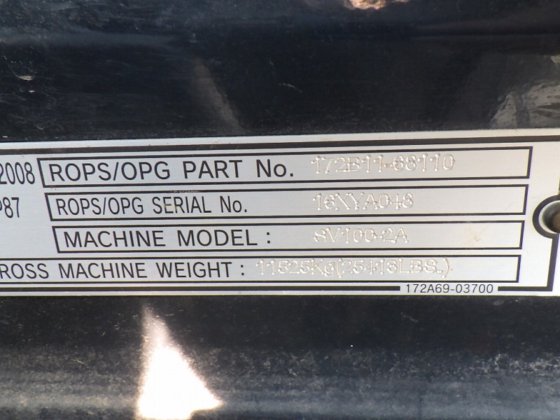 2008 ROPS/OPG PART No. 172B11-68110
P87 ROPS/OPG SERIAL No. 16XYA048
MACHINE MODEL : SV100-2A
ROSS MACHINE WEIGHT : 11525Kg(25413LBS.)
172A69-03700